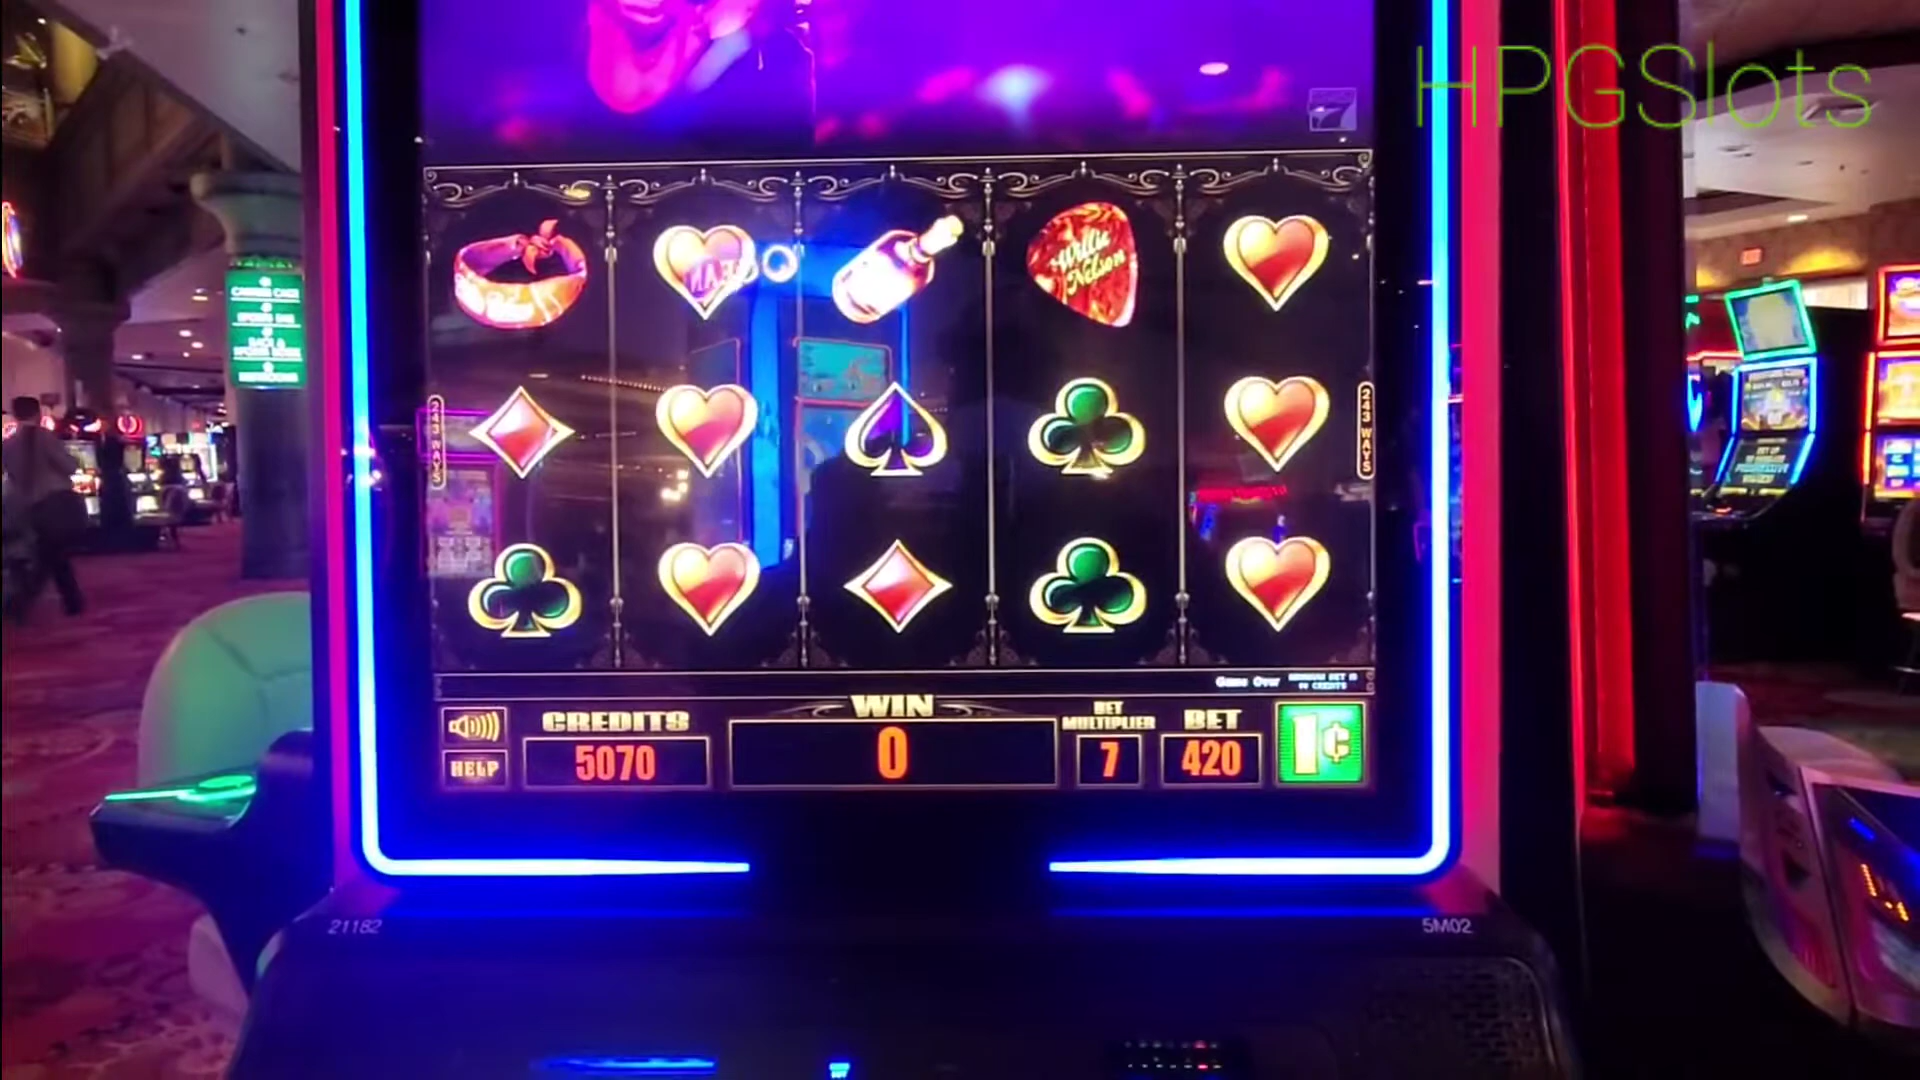 HPGSlots
7
Willie
Nelson
243 WAYS
243 WAYS
Game Over
CREDITS
WIN
BET
MULTIPLIER
BET
HELP
5070
0
7
420
1¢
21182
5M02